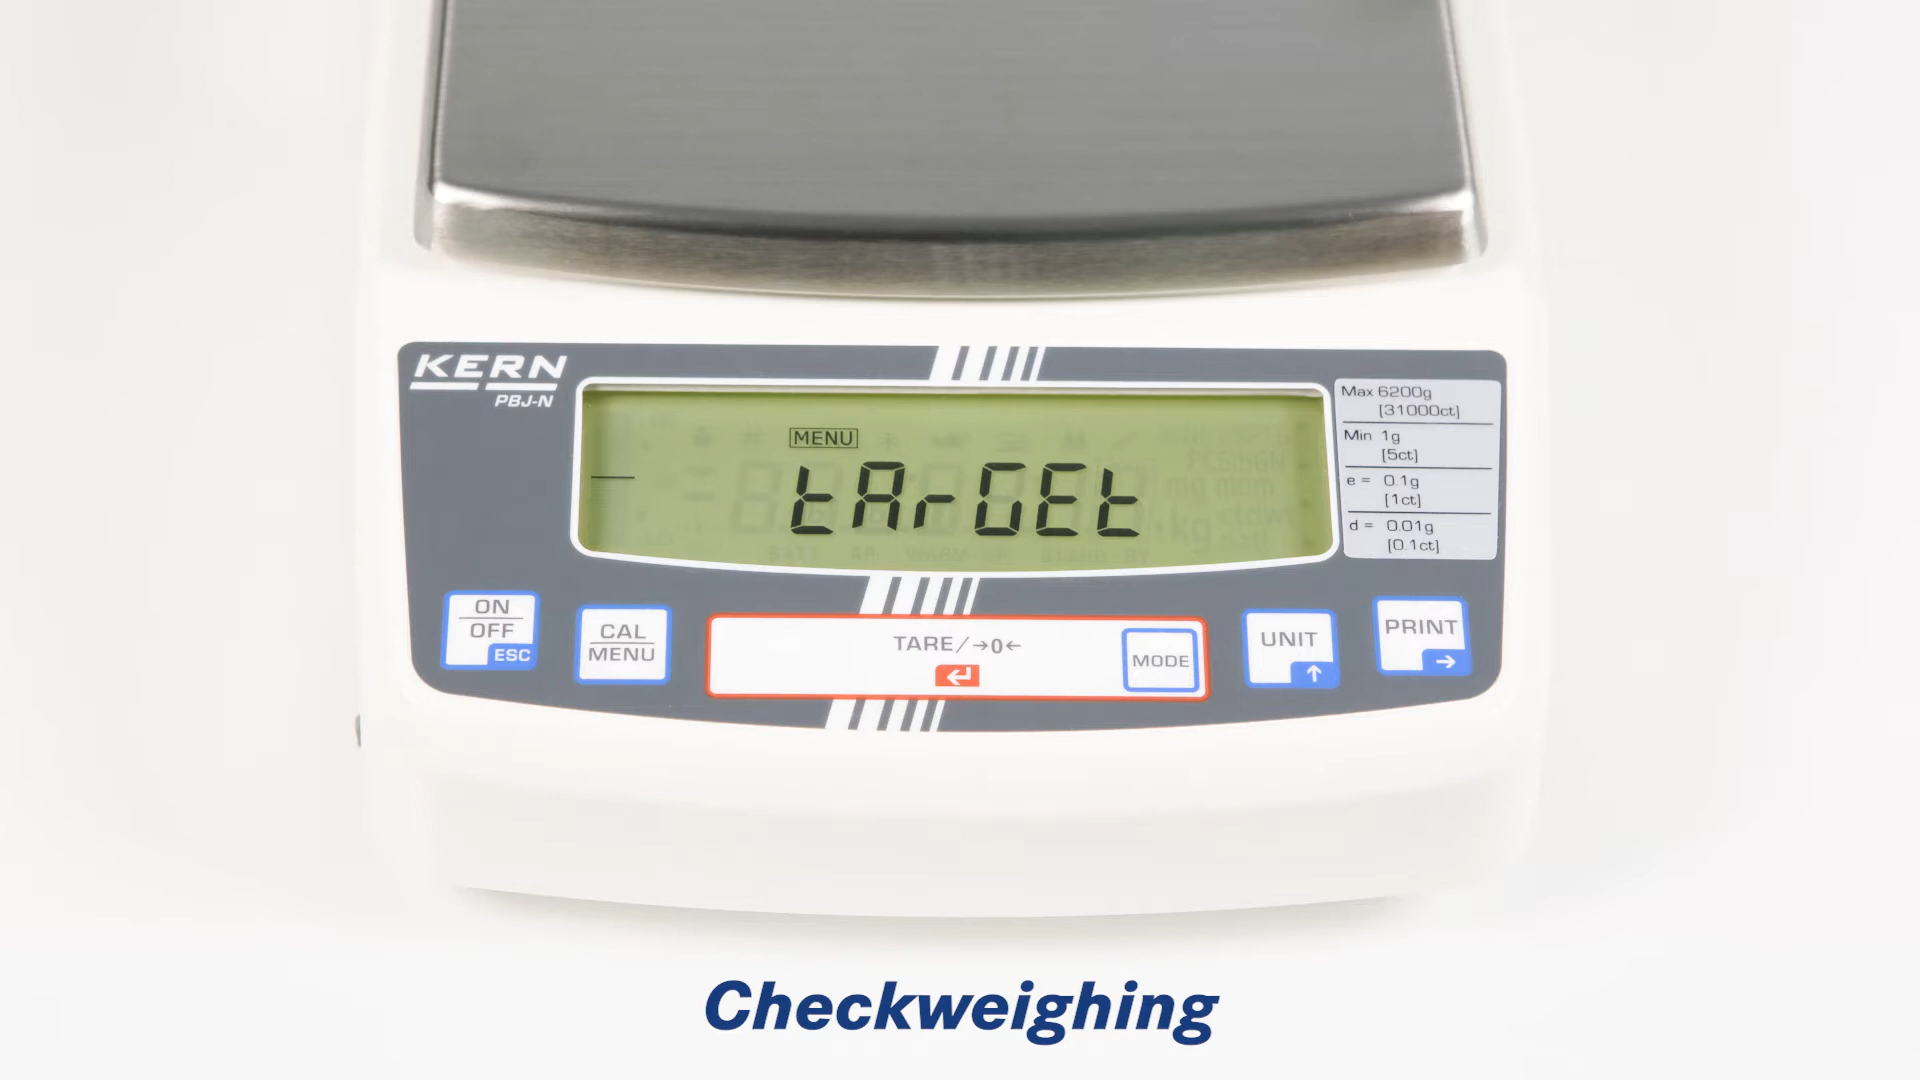 KERN
PBJ-N
MENU
tArGEt
Max 6200g
[31000ct]
Min 1g
[5ct]
e = 0.1g
[1ct]
d = 0.01g
[0.1ct]
ON
OFF
ESC
CAL
MENU
TARE/→0←
MODE
UNIT
↑
PRINT
→
Checkweighing